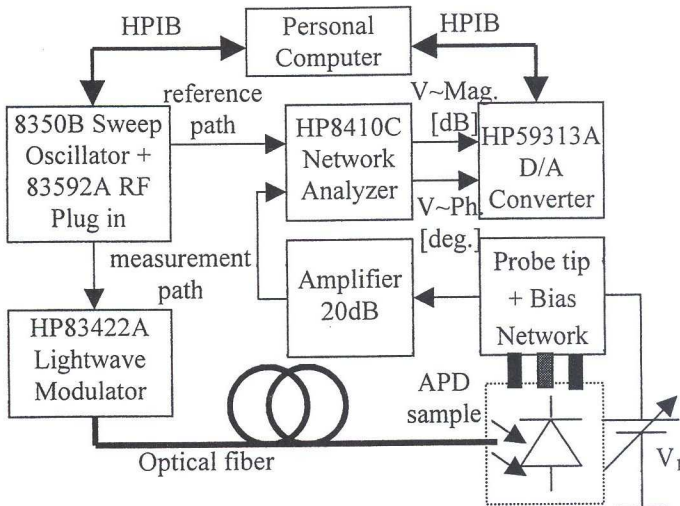 HPIB
Personal
Computer
HPIB
8350B Sweep
Oscillator +
83592A RF
Plug in
reference
path
HP8410C
Network
Analyzer
V~Mag.
[dB]
HP59313A
D/A
Converter
V~Ph.
[deg.]
measurement
path
Amplifier
20dB
Probe tip
+ Bias
Network
HP83422A
Lightwave
Modulator
APD
sample
Optical fiber